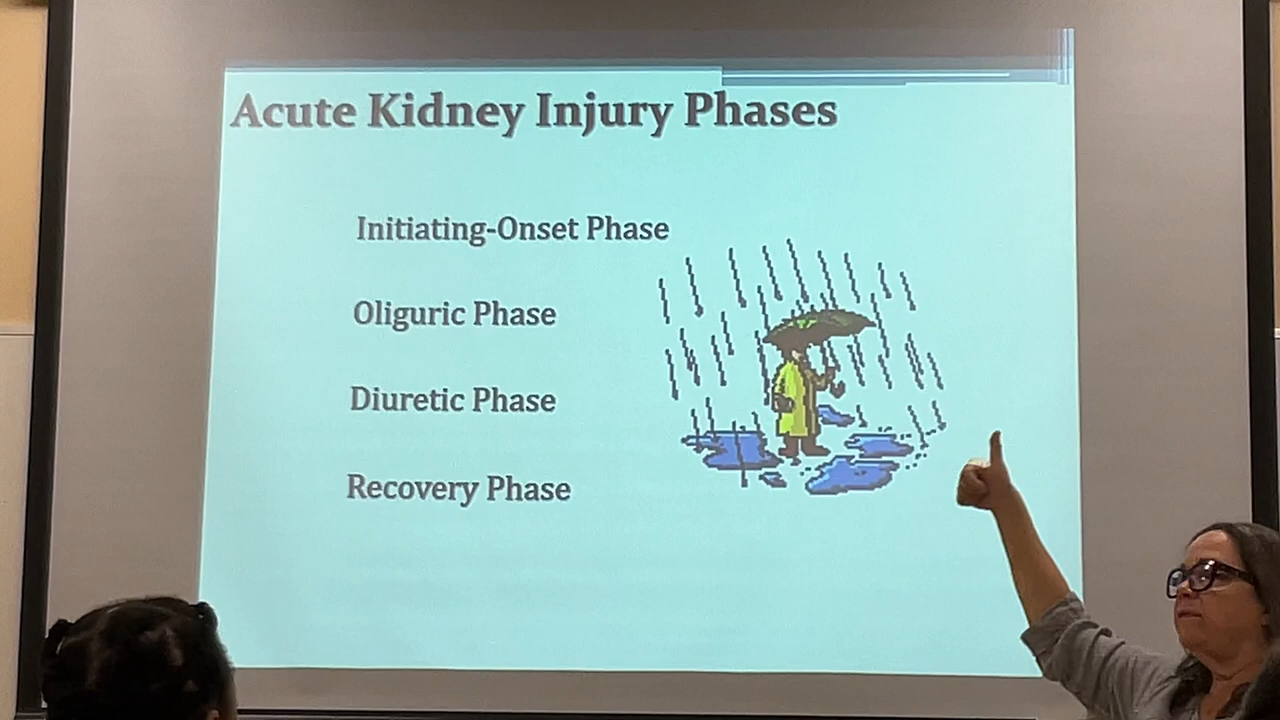 Acute Kidney Injury Phases
Initiating-Onset Phase
Oliguric Phase
Diuretic Phase
Recovery Phase